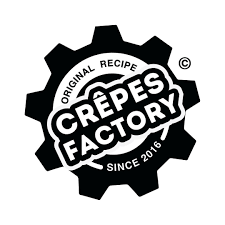 ORIGINAL RECIPE
©
CRÊPES
FACTORY
SINCE 2016